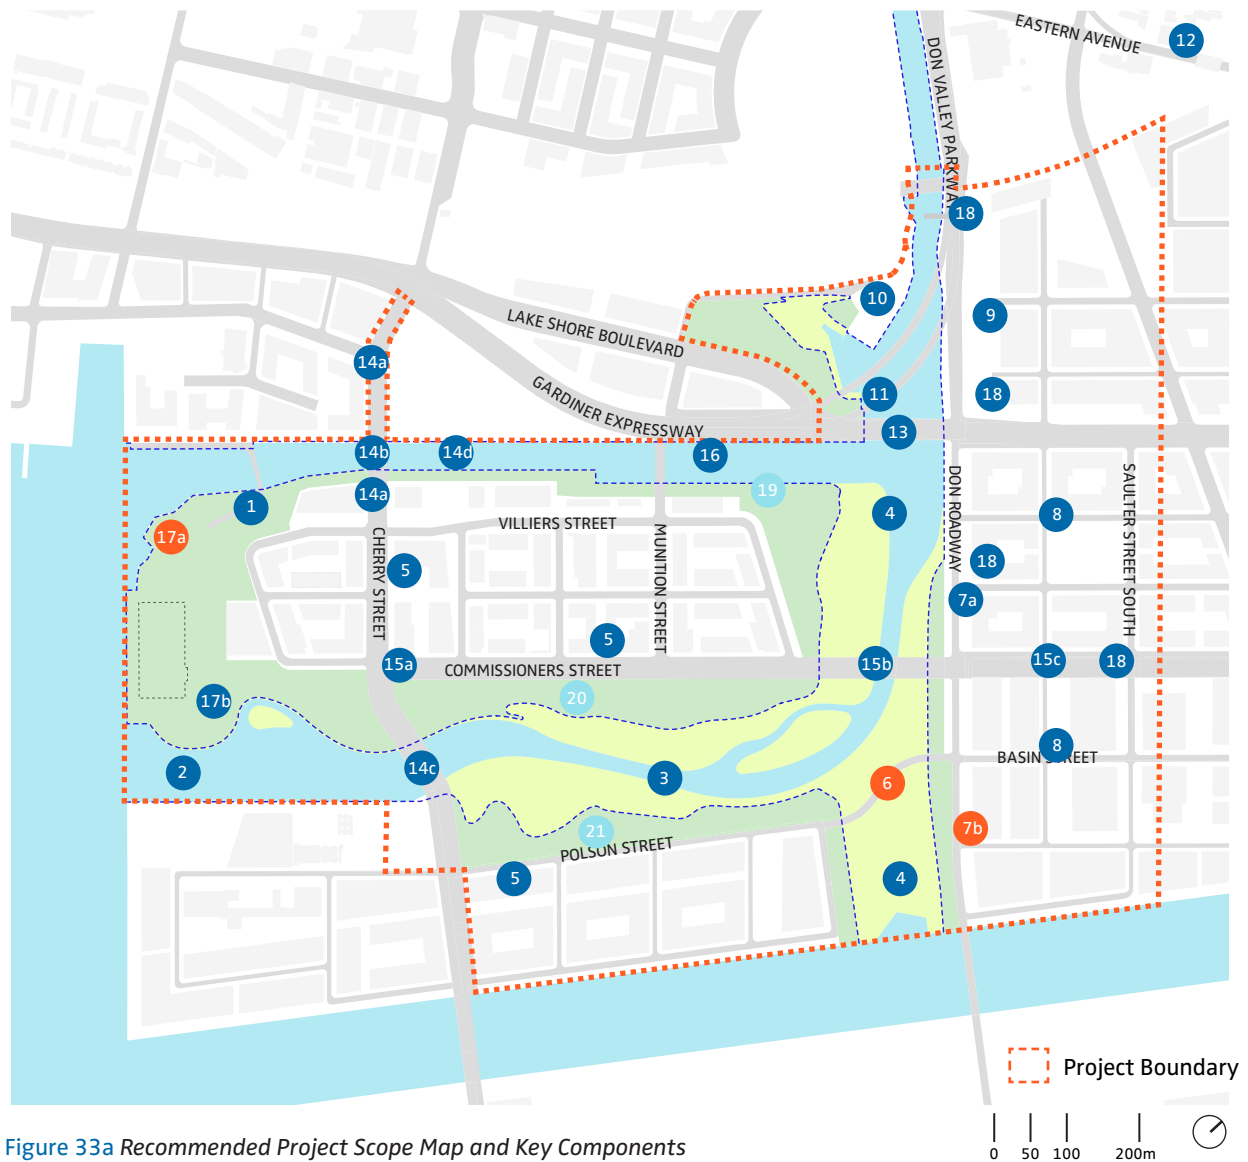 EASTERN AVENUE
12
DON VALLEY PARKWAY
18
10
9
LAKE SHORE BOULEVARD
14a
GARDINER EXPRESSWAY
11
18
13
14b
14d
16
14a
19
1
4
DON ROADWAY
SAULTER STREET SOUTH
8
17a
VILLIERS STREET
CHERRY STREET
MUNITION STREET
5
18
7a
5
15a
COMMISSIONERS STREET
15b
15c
18
17b
20
2
14c
3
6
8
BASIN STREET
7b
21
POLSON STREET
5
4
Project Boundary
0 50 100 200m
Figure 33a Recommended Project Scope Map and Key Components